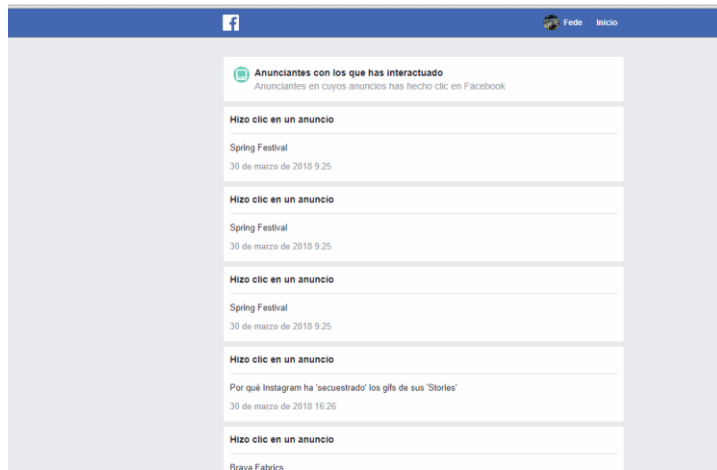 f
Fede Inicio
Anunciantes con los que has interactuado
Anunciantes en cuyos anuncios has hecho clic en Facebook
Hizo clic en un anuncio
Spring Festival
30 de marzo de 2018 9:25
Hizo clic en un anuncio
Spring Festival
30 de marzo de 2018 9:25
Hizo clic en un anuncio
Spring Festival
30 de marzo de 2018 9:25
Hizo clic en un anuncio
Por qué Instagram ha 'secuestrado' los gifs de sus 'Stories'
30 de marzo de 2018 16:26
Hizo clic en un anuncio
Brava Fabrics